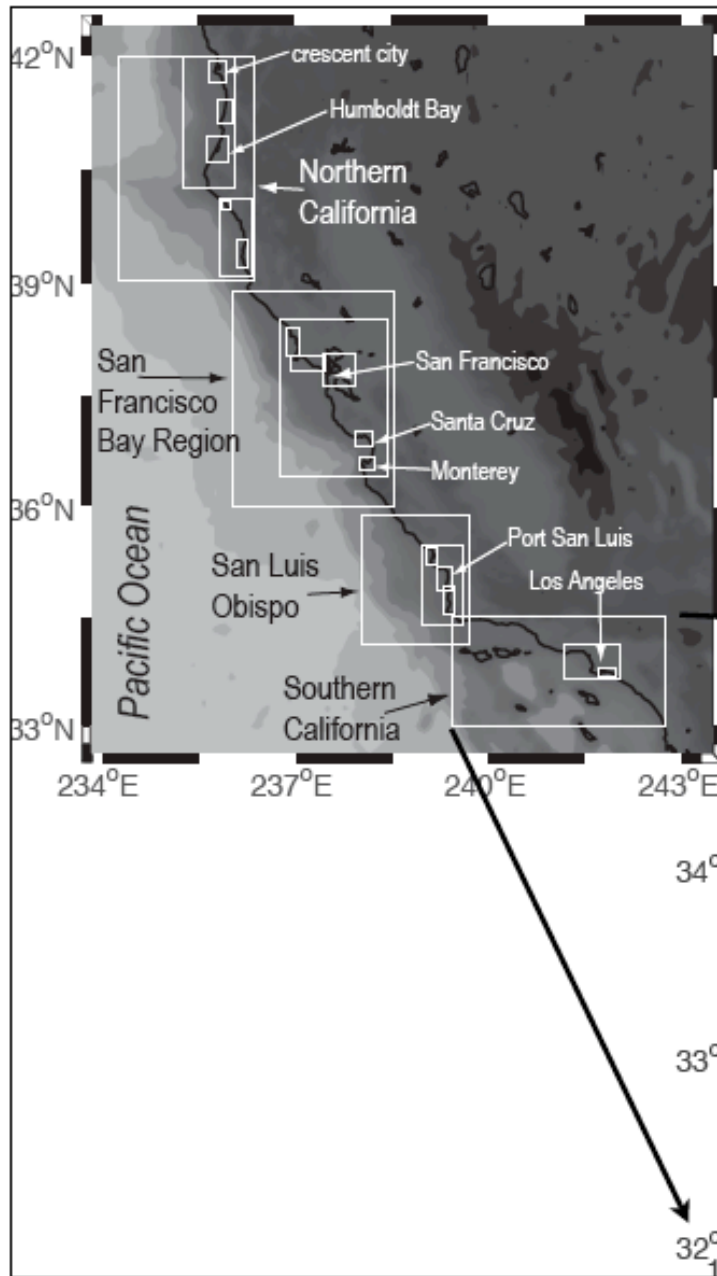 42°N
crescent city
Humboldt Bay
Northern
California
39°N
San
Francisco
Bay Region
San Francisco
Santa Cruz
Monterey
36°N
Pacific Ocean
San Luis
Obispo
Port San Luis
Los Angeles
Southern
California
33°N
234°E
237°E
240°E
243°E
34°
33°
32°